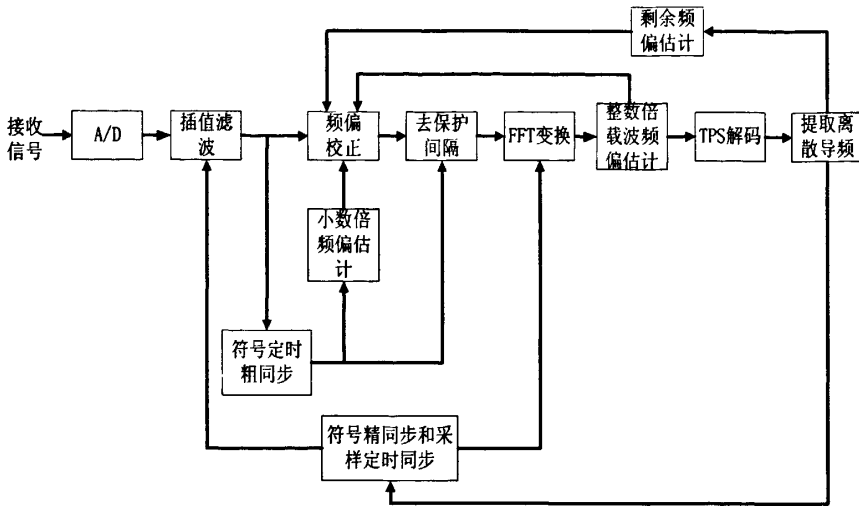 剩余频
偏估计
接收
信号
A/D
插值滤
波
频偏
校正
去保护
间隔
FFT变换
整数倍
载波频
偏估计
TPS解码
提取离
散导频
小数倍
频偏估
计
符号定时
粗同步
符号精同步和采
样定时同步